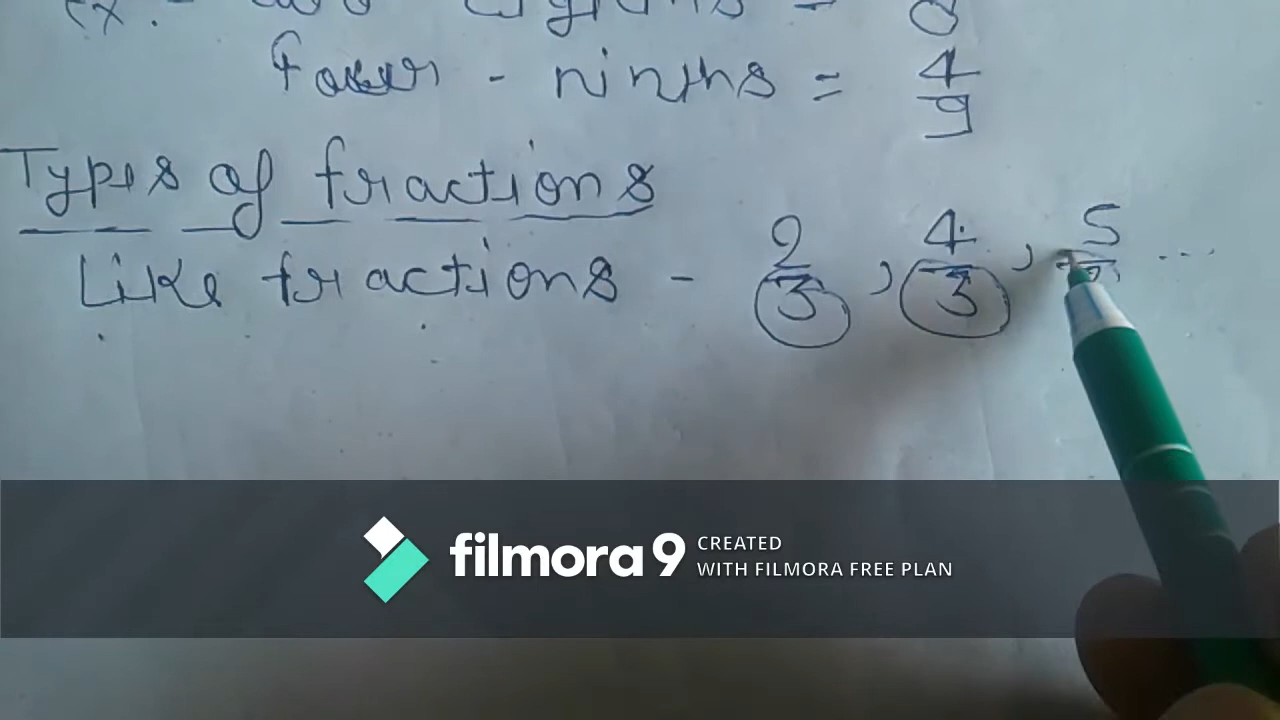 Ex:-
four - ninths = 4/9
Types of fractions
Like fractions - 2/3 , 4/3 , 5/ ...
filmora 9 CREATED
WITH FILMORA FREE PLAN